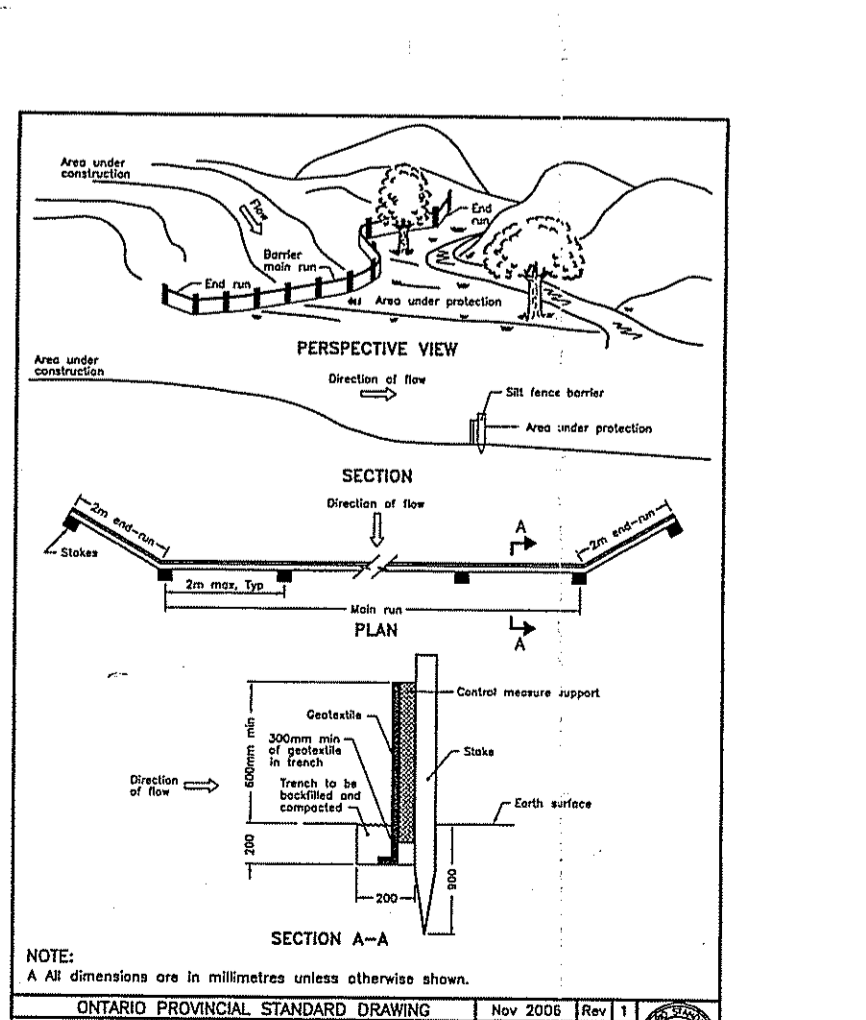 Area under
construction
Flow
End
run
Barrier
main run
End run
Area under protection
PERSPECTIVE VIEW
Area under
construction
Direction of flow
Silt fence barrier
Area under protection
SECTION
Direction of flow
2m end-run
A
2m end-run
Stakes
2m max, Typ
Main run
PLAN
A
Control measure support
Geotextile
600mm min
300mm min
of geotextile
in trench
Stake
Direction
of flow
Trench to be
backfilled and
compacted
Earth surface
200
900
200
SECTION A-A
NOTE:
A All dimensions are in millimetres unless otherwise shown.
ONTARIO PROVINCIAL STANDARD DRAWING
Nov 2006
Rev
1